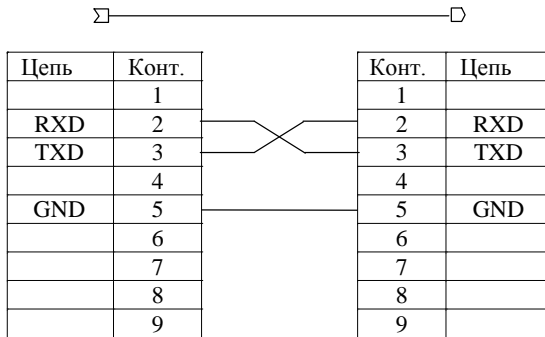 Цепь Конт. Конт. Цепь
1 1
RXD 2 2 RXD
TXD 3 3 TXD
4 4
GND 5 5 GND
6 6
7 7
8 8
9 9